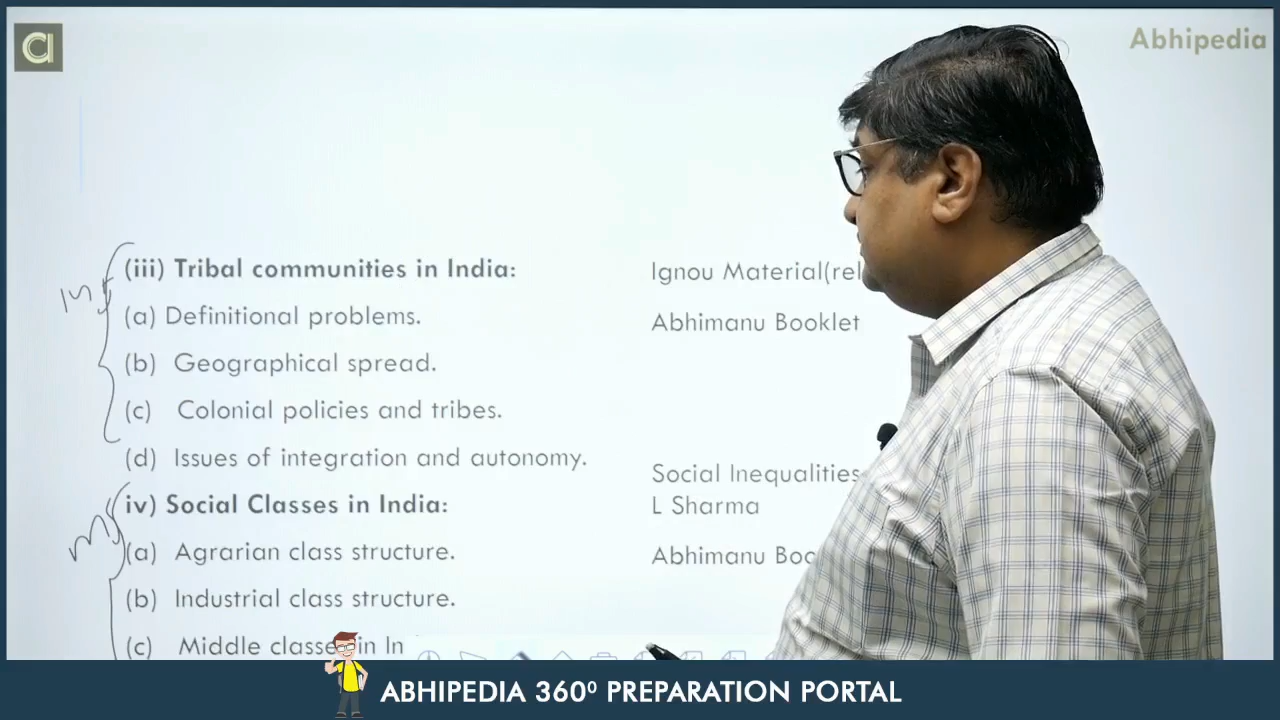 Abhipedia
(iii) Tribal communities in India:
Ignou Material(rel
(a) Definitional problems.
Abhimanu Booklet
(b) Geographical spread.
(c) Colonial policies and tribes.
(d) Issues of integration and autonomy.
Social Inequalities
iv) Social Classes in India:
L Sharma
(a) Agrarian class structure.
Abhimanu Boo
(b) Industrial class structure.
(c) Middle classes in In
ABHIPEDIA 360⁰ PREPARATION PORTAL